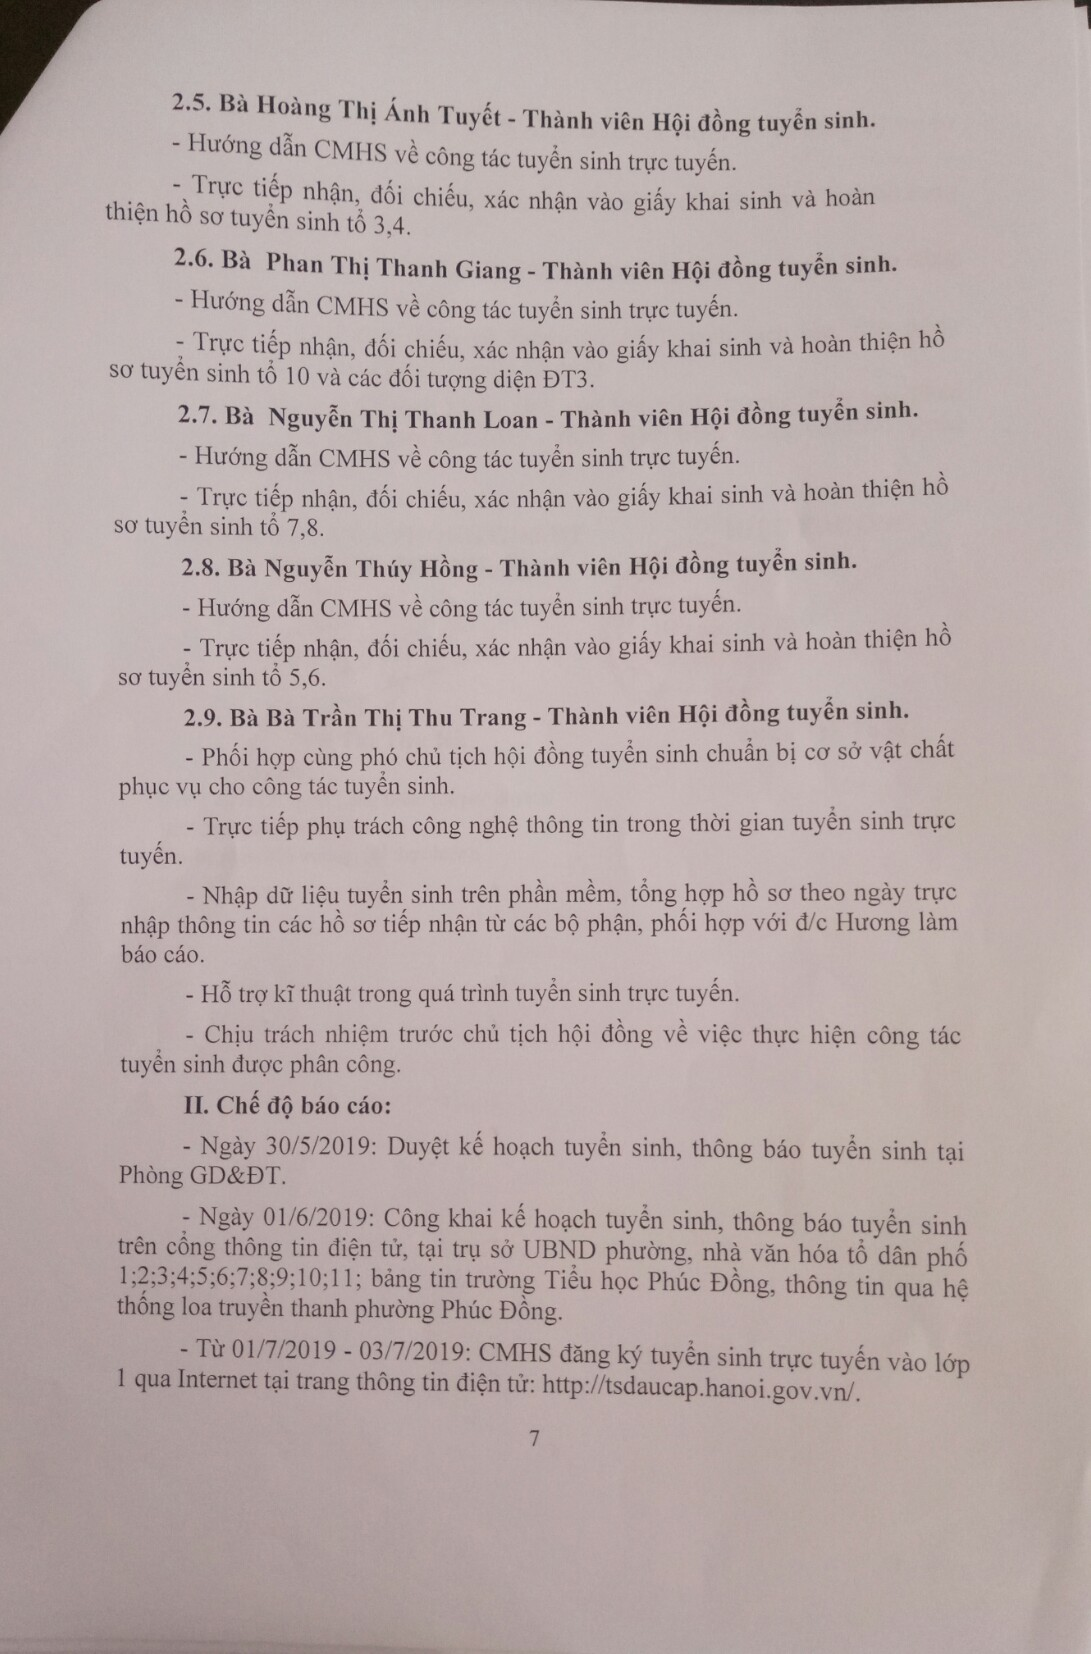 2.5. Bà Hoàng Thị Ánh Tuyết - Thành viên Hội đồng tuyển sinh.
- Hướng dẫn CMHS về công tác tuyển sinh trực tuyến.
- Trực tiếp nhận, đối chiếu, xác nhận vào giấy khai sinh và hoàn
thiện hồ sơ tuyển sinh tổ 3,4.
2.6. Bà Phan Thị Thanh Giang - Thành viên Hội đồng tuyển sinh.
- Hướng dẫn CMHS về công tác tuyển sinh trực tuyến.
- Trực tiếp nhận, đối chiếu, xác nhận vào giấy khai sinh và hoàn thiện hồ
sơ tuyển sinh tổ 10 và các đối tượng diện ĐT3.
2.7. Bà Nguyễn Thị Thanh Loan - Thành viên Hội đồng tuyển sinh.
- Hướng dẫn CMHS về công tác tuyển sinh trực tuyến.
- Trực tiếp nhận, đối chiếu, xác nhận vào giấy khai sinh và hoàn thiện hồ
sơ tuyển sinh tổ 7,8.
2.8. Bà Nguyễn Thúy Hồng - Thành viên Hội đồng tuyển sinh.
- Hướng dẫn CMHS về công tác tuyển sinh trực tuyến.
- Trực tiếp nhận, đối chiếu, xác nhận vào giấy khai sinh và hoàn thiện hồ
sơ tuyển sinh tổ 5,6.
2.9. Bà Bà Trần Thị Thu Trang - Thành viên Hội đồng tuyển sinh.
- Phối hợp cùng phó chủ tịch hội đồng tuyển sinh chuẩn bị cơ sở vật chất
phục vụ cho công tác tuyển sinh.
- Trực tiếp phụ trách công nghệ thông tin trong thời gian tuyển sinh trực
tuyến.
- Nhập dữ liệu tuyển sinh trên phần mềm, tổng hợp hồ sơ theo ngày trực
nhập thông tin các hồ sơ tiếp nhận từ các bộ phận, phối hợp với đ/c Hương làm
báo cáo.
- Hỗ trợ kĩ thuật trong quá trình tuyển sinh trực tuyến.
- Chịu trách nhiệm trước chủ tịch hội đồng về việc thực hiện công tác
tuyển sinh được phân công.
II. Chế độ báo cáo:
- Ngày 30/5/2019: Duyệt kế hoạch tuyển sinh, thông báo tuyển sinh tại
Phòng GD&ĐT.
- Ngày 01/6/2019: Công khai kế hoạch tuyển sinh, thông báo tuyển sinh
trên cổng thông tin điện tử, tại trụ sở UBND phường, nhà văn hóa tổ dân phố
1;2;3;4;5;6;7;8;9;10;11; bảng tin trường Tiểu học Phúc Đồng, thông tin qua hệ
thống loa truyền thanh phường Phúc Đồng.
- Từ 01/7/2019 - 03/7/2019: CMHS đăng ký tuyển sinh trực tuyến vào lớp
1 qua Internet tại trang thông tin điện tử: http://tsdaucap.hanoi.gov.vn/.
7